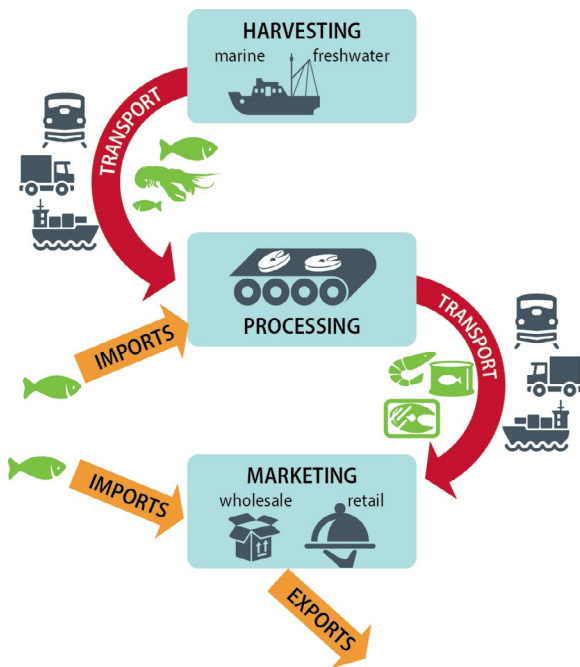 HARVESTING
marine freshwater
TRANSPORT
PROCESSING
IMPORTS
TRANSPORT
IMPORTS
MARKETING
wholesale retail
EXPORTS